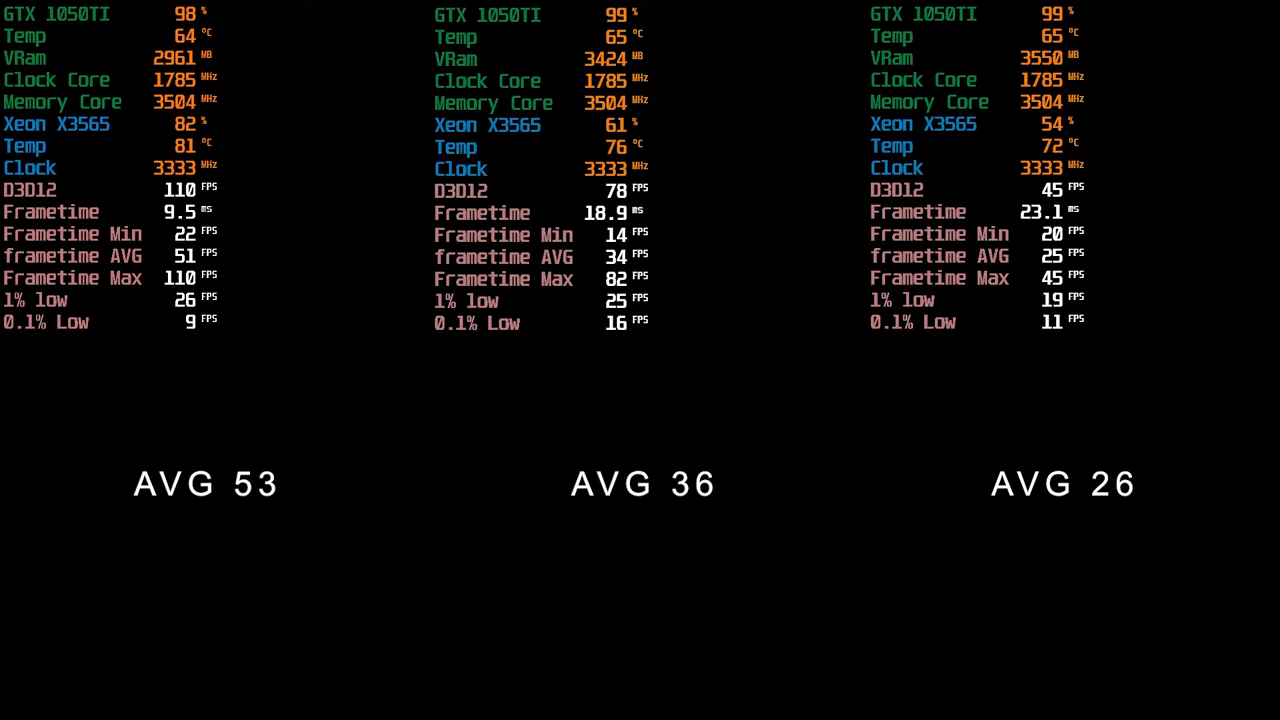 GTX 1050TI 98 %
Temp 64 °C
VRam 2961 MB
Clock Core 1785 MHz
Memory Core 3504 MHz
Xeon X3565 82 %
Temp 81 °C
Clock 3333 MHz
D3D12 110 FPS
Frametime 9.5 ms
Frametime Min 22 FPS
frametime AVG 51 FPS
Frametime Max 110 FPS
1% low 26 FPS
0.1% Low 9 FPS
AVG 53
GTX 1050TI 99 %
Temp 65 °C
VRam 3424 MB
Clock Core 1785 MHz
Memory Core 3504 MHz
Xeon X3565 61 %
Temp 76 °C
Clock 3333 MHz
D3D12 78 FPS
Frametime 18.9 ms
Frametime Min 14 FPS
frametime AVG 34 FPS
Frametime Max 82 FPS
1% low 25 FPS
0.1% Low 16 FPS
AVG 36
GTX 1050TI 99 %
Temp 65 °C
VRam 3550 MB
Clock Core 1785 MHz
Memory Core 3504 MHz
Xeon X3565 54 %
Temp 72 °C
Clock 3333 MHz
D3D12 45 FPS
Frametime 23.1 ms
Frametime Min 20 FPS
frametime AVG 25 FPS
Frametime Max 45 FPS
1% low 19 FPS
0.1% Low 11 FPS
AVG 26